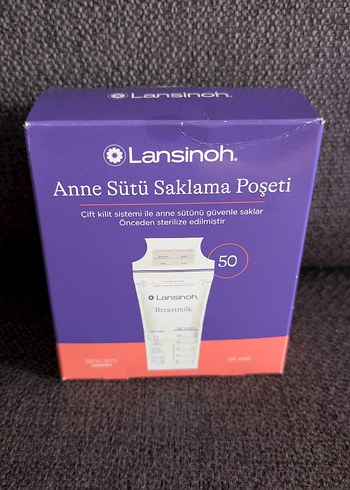 Lansinoh.
Lansinoh®
Anne Sütü Saklama Poşeti
Çift kilit sistemi ile anne sütünü güvenle saklar
Önceden sterilize edilmiştir
50
Lansinoh.
Breastmilk